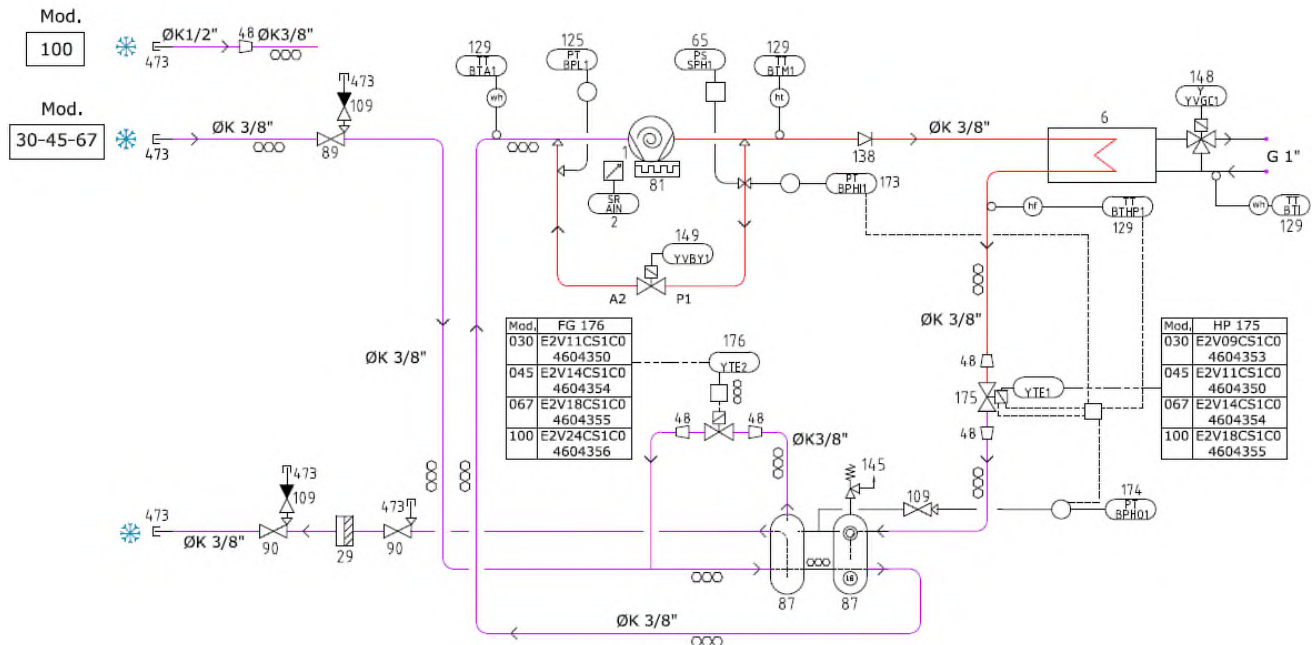 Mod.
100
473
ØK1/2"
48
ØK3/8"
Mod.
30-45-67
473
ØK 3/8"
473
109
89
129
TT
BTA1
wh
125
PT
BPL1
65
PS
SPH1
129
TT
BTM1
ht
148
Y
YVGC1
1
81
SR
AIN
2
138
ØK 3/8"
6
G 1"
PT
BPHI1
173
hf
TT
BTHP1
129
wh
TT
BTI
129
149
YVBY1
A2
P1
ØK 3/8"
ØK 3/8"
Mod. FG 176
030 E2V11CS1C0
4604350
045 E2V14CS1C0
4604354
067 E2V18CS1C0
4604355
100 E2V24CS1C0
4604356
176
YTE2
48
48
ØK3/8"
48
175
YTE1
48
Mod. HP 175
030 E2V09CS1C0
4604353
045 E2V11CS1C0
4604350
067 E2V14CS1C0
4604354
100 E2V18CS1C0
4604355
473
109
473
473
ØK 3/8"
90
29
90
145
109
174
PT
BPHO1
87
87
ØK 3/8"